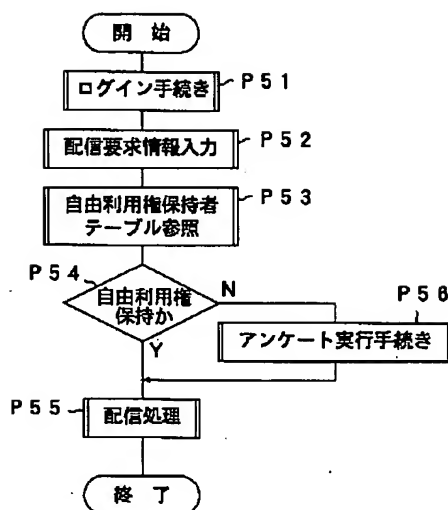 開 始
ログイン手続き
P51
配信要求情報入力
P52
自由利用権保持者
テーブル参照
P53
P54
自由利用権
保持か
N
Y
P56
アンケート実行手続き
P55
配信処理
終 了